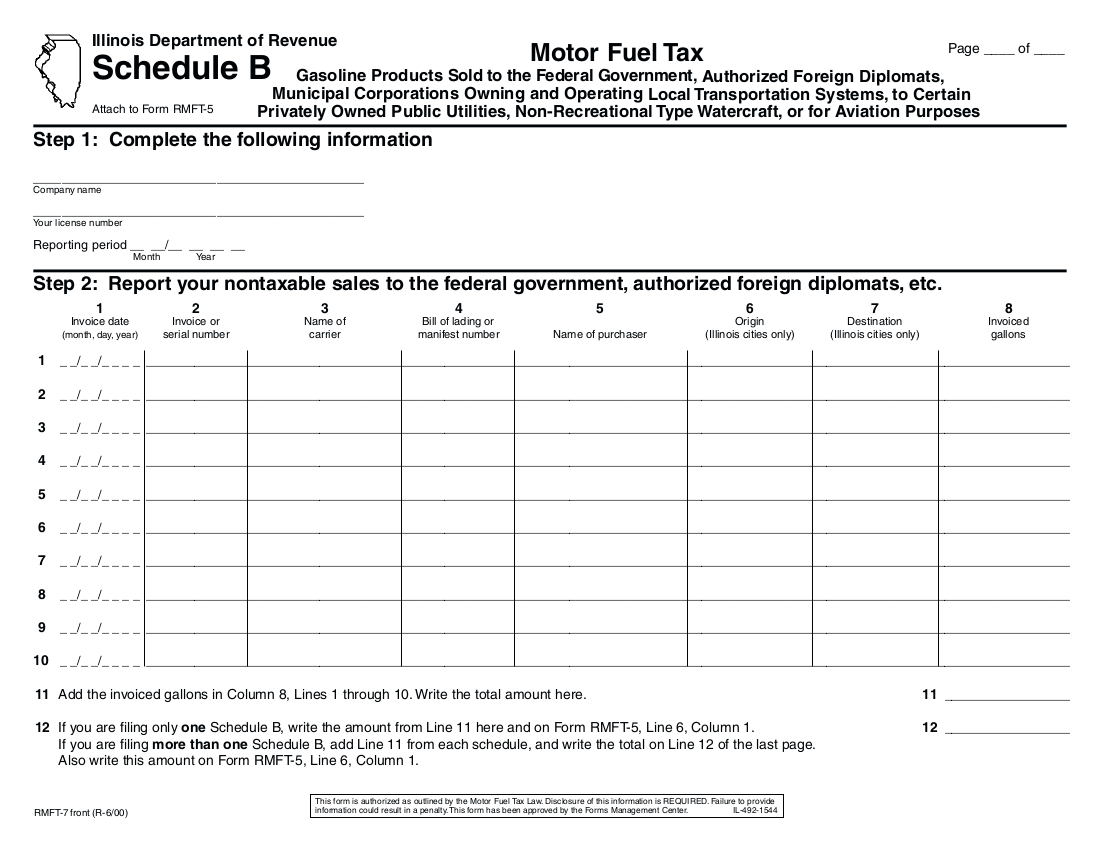 Illinois Department of Revenue
Schedule B
Attach to Form RMFT-5
Motor Fuel Tax
Gasoline Products Sold to the Federal Government, Authorized Foreign Diplomats,
Municipal Corporations Owning and Operating Local Transportation Systems, to Certain
Privately Owned Public Utilities, Non-Recreational Type Watercraft, or for Aviation Purposes
Page ____ of ____
Step 1: Complete the following information
Company name
Your license number
Reporting period __ __/__ __ __ __
Month Year
Step 2: Report your nontaxable sales to the federal government, authorized foreign diplomats, etc.
1 2 3 4 5 6 7 8
Invoice date Invoice or Name of Bill of lading or Origin Destination Invoiced
(month, day, year) serial number carrier manifest number Name of purchaser (Illinois cities only) (Illinois cities only) gallons
1 _ _/_ _/_ _ _ _
2 _ _/_ _/_ _ _ _
3 _ _/_ _/_ _ _ _
4 _ _/_ _/_ _ _ _
5 _ _/_ _/_ _ _ _
6 _ _/_ _/_ _ _ _
7 _ _/_ _/_ _ _ _
8 _ _/_ _/_ _ _ _
9 _ _/_ _/_ _ _ _
10 _ _/_ _/_ _ _ _
11 Add the invoiced gallons in Column 8, Lines 1 through 10. Write the total amount here. 11
12 If you are filing only one Schedule B, write the amount from Line 11 here and on Form RMFT-5, Line 6, Column 1. 12
If you are filing more than one Schedule B, add Line 11 from each schedule, and write the total on Line 12 of the last page.
Also write this amount on Form RMFT-5, Line 6, Column 1.
RMFT-7 front (R-6/00)
This form is authorized as outlined by the Motor Fuel Tax Law. Disclosure of this information is REQUIRED. Failure to provide
information could result in a penalty. This form has been approved by the Forms Management Center. IL-492-1544